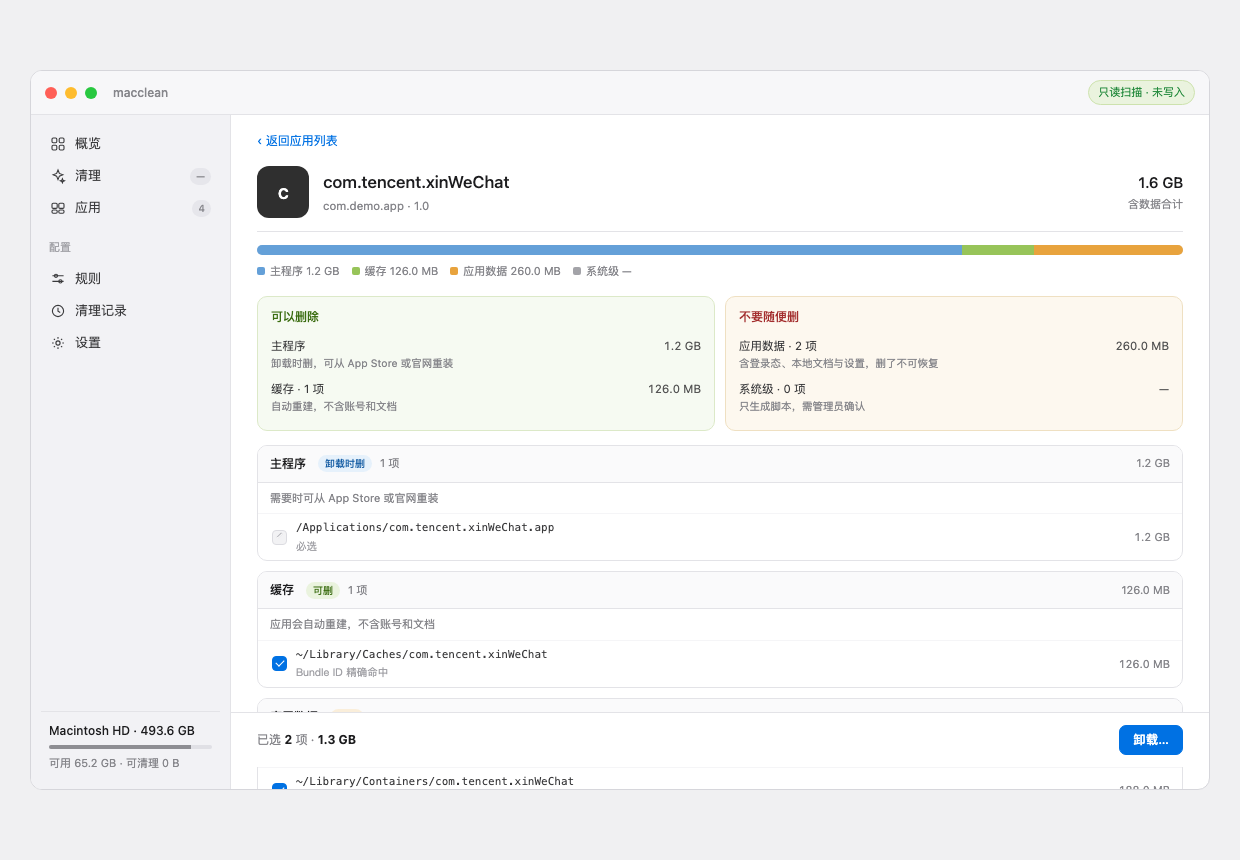 macclean
只读扫描 · 未写入
概览
清理
—
应用
4
配置
规则
清理记录
设置
Macintosh HD · 493.6 GB
可用 65.2 GB · 可清理 0 B
‹ 返回应用列表
C
com.tencent.xinWeChat
com.demo.app · 1.0
1.6 GB
含数据合计
主程序 1.2 GB 缓存 126.0 MB 应用数据 260.0 MB 系统级 —
可以删除
主程序 1.2 GB
卸载时删，可从 App Store 或官网重装
缓存 · 1 项 126.0 MB
自动重建，不含账号和文档
不要随便删
应用数据 · 2 项 260.0 MB
含登录态、本地文档与设置，删了不可恢复
系统级 · 0 项 —
只生成脚本，需管理员确认
主程序 卸载时删 1 项 1.2 GB
需要时可从 App Store 或官网重装
/Applications/com.tencent.xinWeChat.app
必选
1.2 GB
缓存 可删 1 项 126.0 MB
应用会自动重建，不含账号和文档
~/Library/Caches/com.tencent.xinWeChat
Bundle ID 精确命中
126.0 MB
已选 2 项 · 1.3 GB
卸载...
~/Library/Containers/com.tencent.xinWeChat